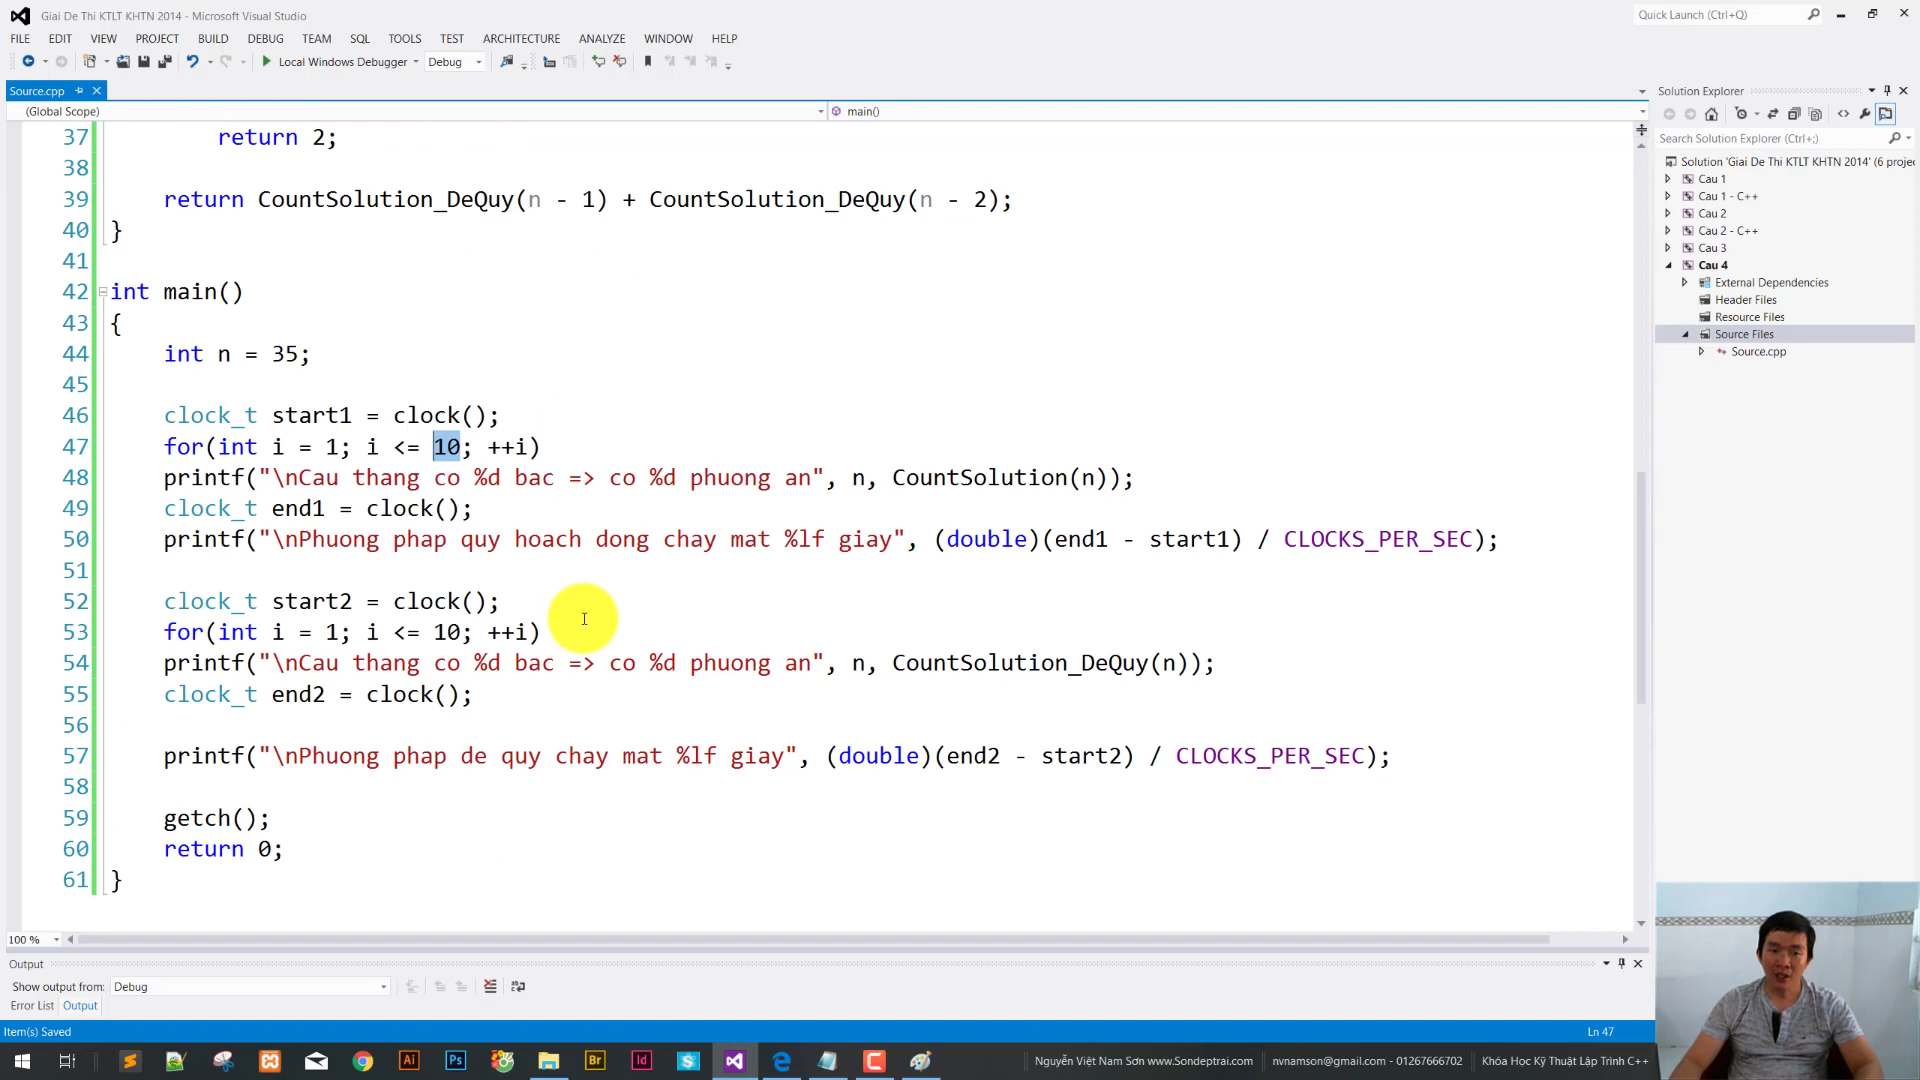 Giai De Thi KTLT KHTN 2014 - Microsoft Visual Studio
Quick Launch (Ctrl+Q)
FILE EDIT VIEW PROJECT BUILD DEBUG TEAM SQL TOOLS TEST ARCHITECTURE ANALYZE WINDOW HELP
Local Windows Debugger Debug
Source.cpp
Solution Explorer
(Global Scope) main()
Search Solution Explorer (Ctrl+;)
37 return 2;
38
39 return CountSolution_DeQuy(n - 1) + CountSolution_DeQuy(n - 2);
40 }
41
42 int main()
43 {
44 int n = 35;
45
46 clock_t start1 = clock();
47 for(int i = 1; i <= 10; ++i)
48 printf("\nCau thang co %d bac => co %d phuong an", n, CountSolution(n));
49 clock_t end1 = clock();
50 printf("\nPhuong phap quy hoach dong chay mat %lf giay", (double)(end1 - start1) / CLOCKS_PER_SEC);
51
52 clock_t start2 = clock();
53 for(int i = 1; i <= 10; ++i)
54 printf("\nCau thang co %d bac => co %d phuong an", n, CountSolution_DeQuy(n));
55 clock_t end2 = clock();
56
57 printf("\nPhuong phap de quy chay mat %lf giay", (double)(end2 - start2) / CLOCKS_PER_SEC);
58
59 getch();
60 return 0;
61 }
Solution 'Giai De Thi KTLT KHTN 2014' (6 projec
Cau 1
Cau 1 - C++
Cau 2
Cau 2 - C++
Cau 3
Cau 4
External Dependencies
Header Files
Resource Files
Source Files
Source.cpp
100 %
Output
Show output from: Debug
Error List Output
Item(s) Saved
Ln 47
Ai Ps Br Id S
Nguyễn Việt Nam Sơn www.Sondeptrai.com nvnamson@gmail.com - 01267666702 Khóa Học Kỹ Thuật Lập Trình C++